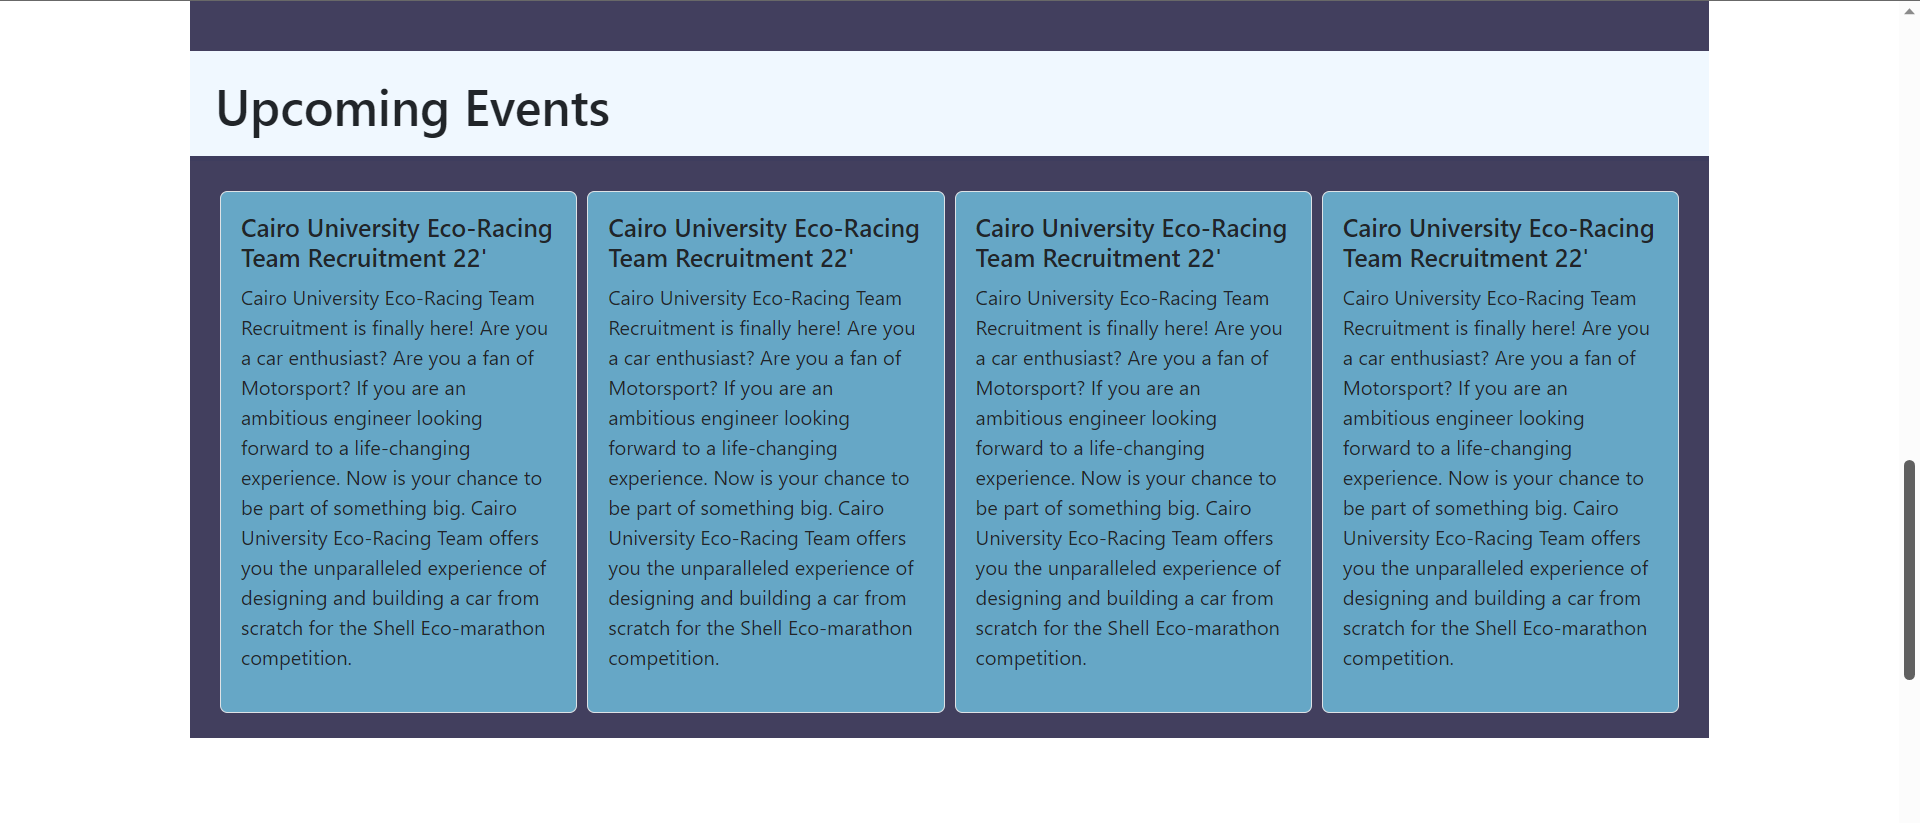 Upcoming Events
Cairo University Eco-Racing
Team Recruitment 22'
Cairo University Eco-Racing Team
Recruitment is finally here! Are you
a car enthusiast? Are you a fan of
Motorsport? If you are an
ambitious engineer looking
forward to a life-changing
experience. Now is your chance to
be part of something big. Cairo
University Eco-Racing Team offers
you the unparalleled experience of
designing and building a car from
scratch for the Shell Eco-marathon
competition.
Cairo University Eco-Racing
Team Recruitment 22'
Cairo University Eco-Racing Team
Recruitment is finally here! Are you
a car enthusiast? Are you a fan of
Motorsport? If you are an
ambitious engineer looking
forward to a life-changing
experience. Now is your chance to
be part of something big. Cairo
University Eco-Racing Team offers
you the unparalleled experience of
designing and building a car from
scratch for the Shell Eco-marathon
competition.
Cairo University Eco-Racing
Team Recruitment 22'
Cairo University Eco-Racing Team
Recruitment is finally here! Are you
a car enthusiast? Are you a fan of
Motorsport? If you are an
ambitious engineer looking
forward to a life-changing
experience. Now is your chance to
be part of something big. Cairo
University Eco-Racing Team offers
you the unparalleled experience of
designing and building a car from
scratch for the Shell Eco-marathon
competition.
Cairo University Eco-Racing
Team Recruitment 22'
Cairo University Eco-Racing Team
Recruitment is finally here! Are you
a car enthusiast? Are you a fan of
Motorsport? If you are an
ambitious engineer looking
forward to a life-changing
experience. Now is your chance to
be part of something big. Cairo
University Eco-Racing Team offers
you the unparalleled experience of
designing and building a car from
scratch for the Shell Eco-marathon
competition.